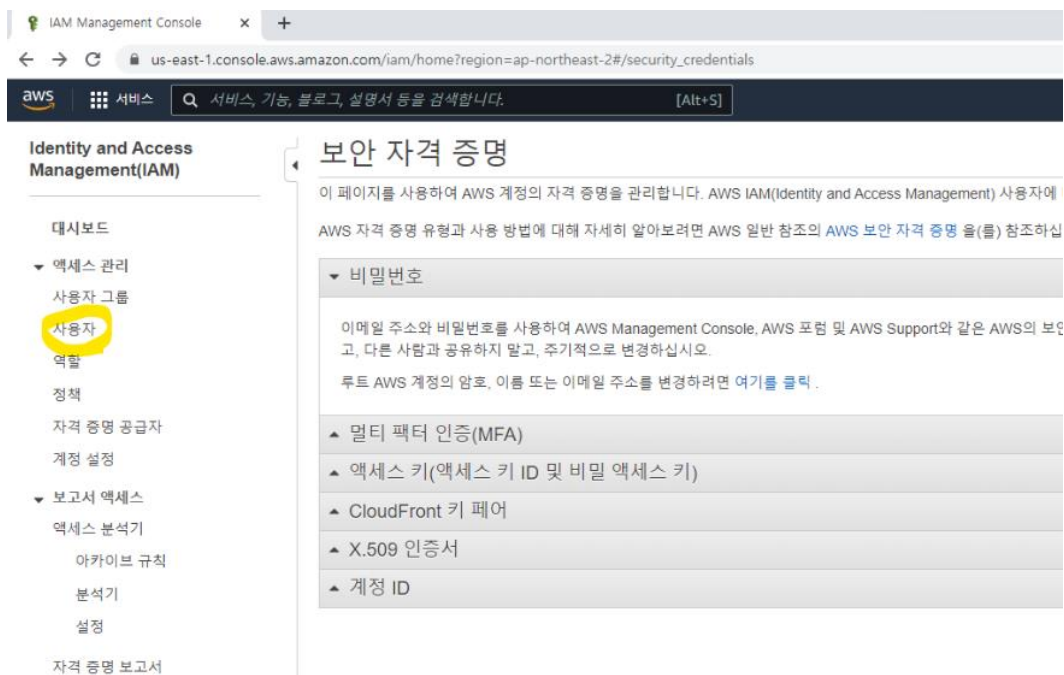 IAM Management Console
us-east-1.console.aws.amazon.com/iam/home?region=ap-northeast-2#/security_credentials
aws 서비스 서비스, 기능, 블로그, 설명서 등을 검색합니다. [Alt+S]
Identity and Access
Management(IAM)
대시보드
액세스 관리
사용자 그룹
사용자
역할
정책
자격 증명 공급자
계정 설정
보고서 액세스
액세스 분석기
아카이브 규칙
분석기
설정
자격 증명 보고서
보안 자격 증명
이 페이지를 사용하여 AWS 계정의 자격 증명을 관리합니다. AWS IAM(Identity and Access Management) 사용자에
AWS 자격 증명 유형과 사용 방법에 대해 자세히 알아보려면 AWS 일반 참조의 AWS 보안 자격 증명 을(를) 참조하십
비밀번호
이메일 주소와 비밀번호를 사용하여 AWS Management Console, AWS 포럼 및 AWS Support와 같은 AWS의 보안
고, 다른 사람과 공유하지 말고, 주기적으로 변경하십시오.
루트 AWS 계정의 암호, 이름 또는 이메일 주소를 변경하려면 여기를 클릭 .
멀티 팩터 인증(MFA)
액세스 키(액세스 키 ID 및 비밀 액세스 키)
CloudFront 키 페어
X.509 인증서
계정 ID